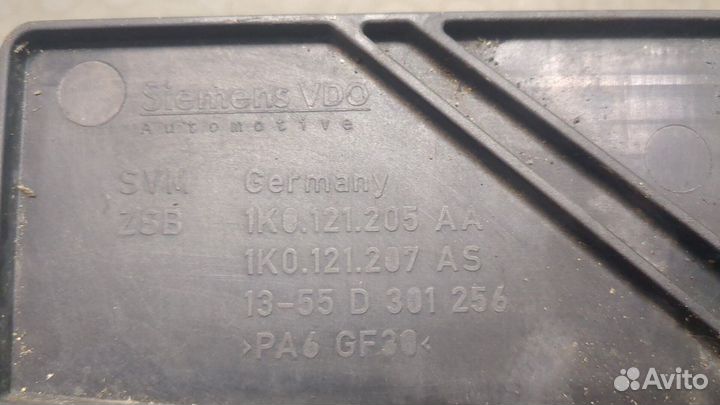 Siemens VDO
Automotive
SVM Germany
ZSB 1K0.121.205 AA
1K0.121.207 AS
13-55 D 301 256
>PA6 GF30<
Avito